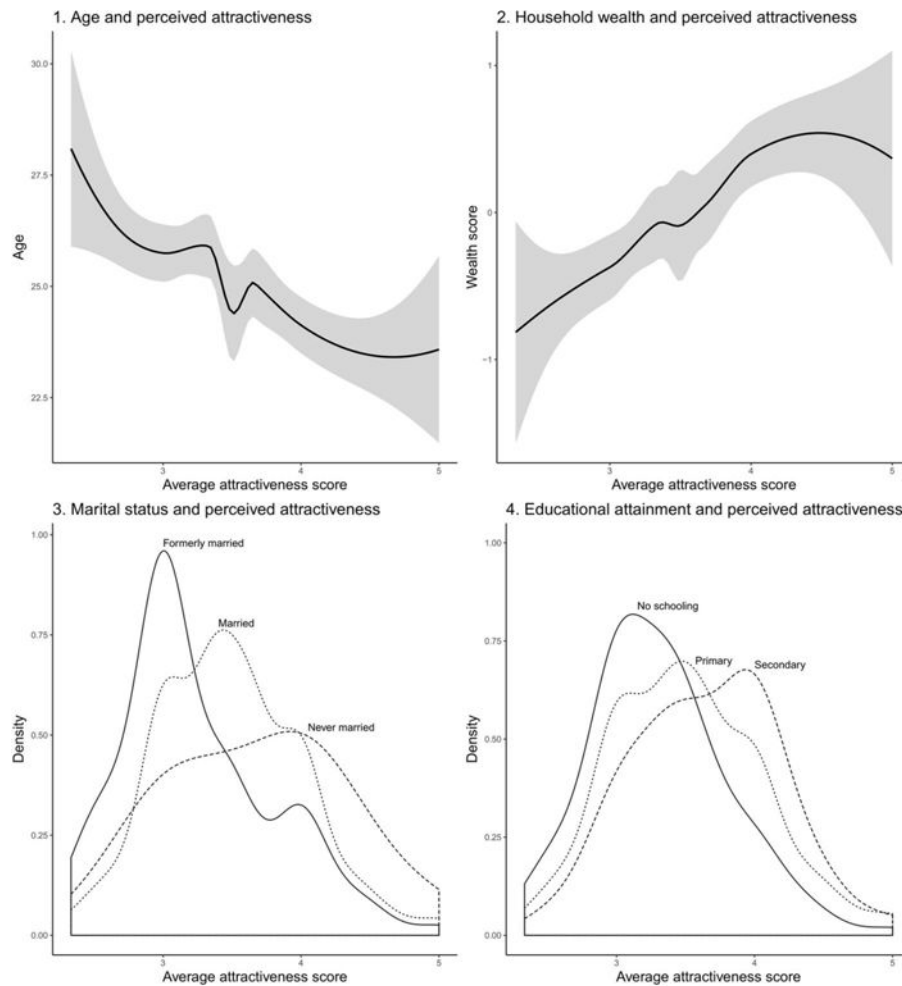 1. Age and perceived attractiveness
30.0
27.5
25.0
22.5
Age
3
4
5
Average attractiveness score
2. Household wealth and perceived attractiveness
1
0
−1
Wealth score
3
4
5
Average attractiveness score
3. Marital status and perceived attractiveness
1.00
0.75
0.50
0.25
0.00
Density
Formerly married
Married
Never married
3
4
5
Average attractiveness score
4. Educational attainment and perceived attractiveness
1.00
0.75
0.50
0.25
0.00
Density
No schooling
Primary
Secondary
3
4
5
Average attractiveness score